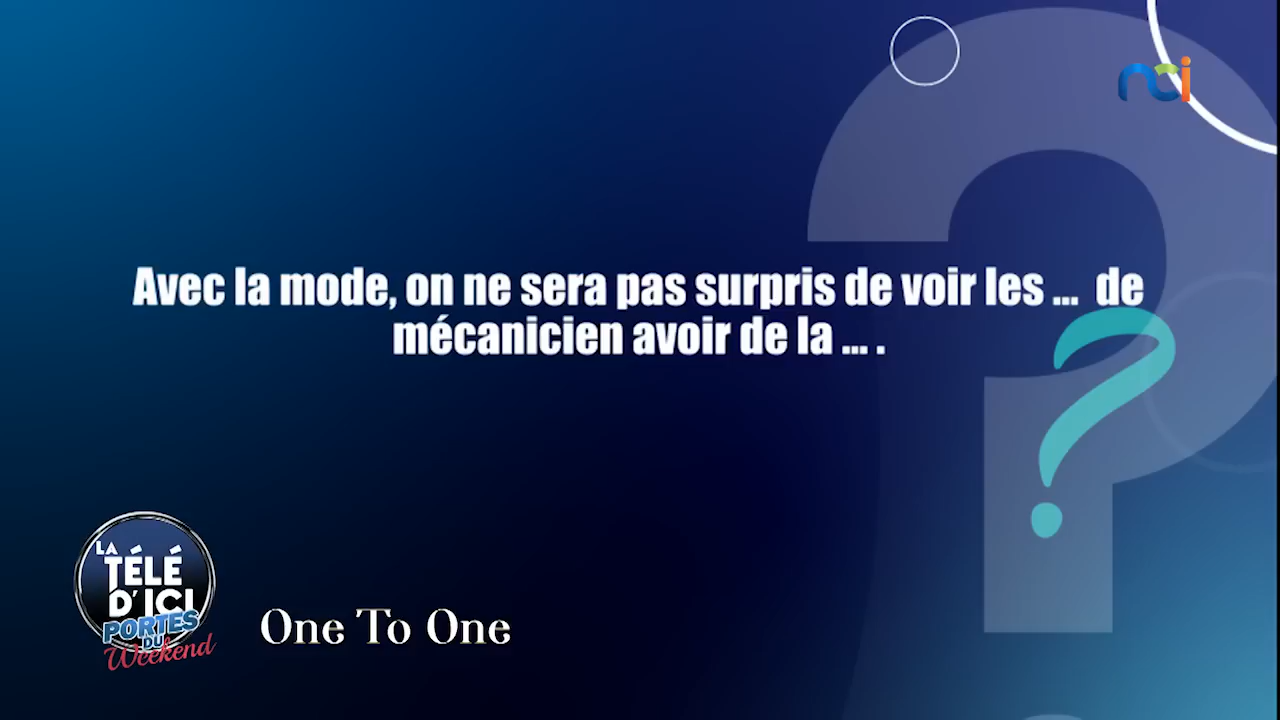 nci
Avec la mode, on ne sera pas surpris de voir les ... de
mécanicien avoir de la ... .
LA
TÉLÉ
D'ICI
PORTES
DU
Weekend
One To One